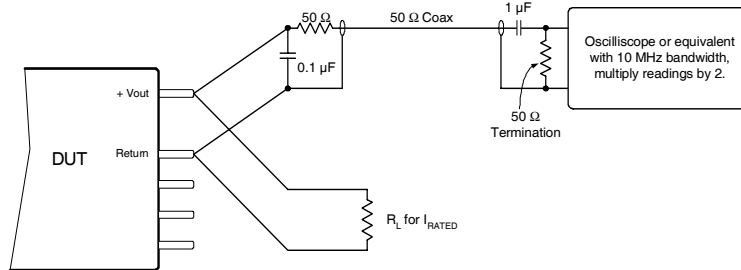 50 Ω
50 Ω Coax
1 µF
0.1 µF
Oscilliscope or equivalent
with 10 MHz bandwidth,
multiply readings by 2.
50 Ω
Termination
+ Vout
DUT
Return
RL for IRATED